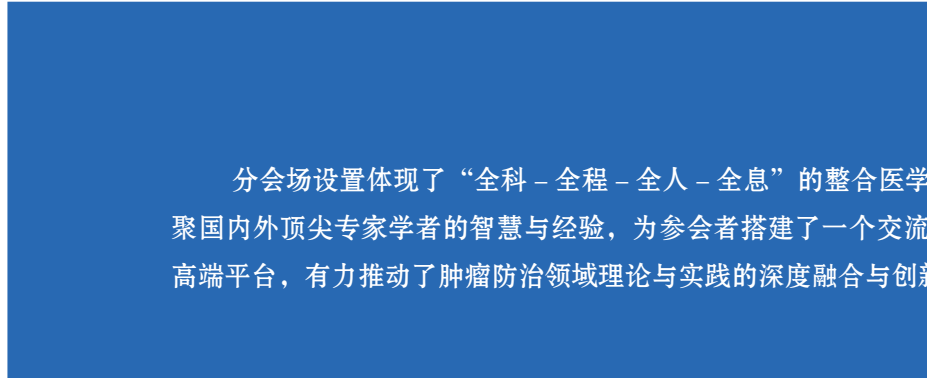 分会场设置体现了“全科 – 全程 – 全人 – 全息”的整合医学
聚国内外顶尖专家学者的智慧与经验，为参会者搭建了一个交流
高端平台，有力推动了肿瘤防治领域理论与实践的深度融合与创